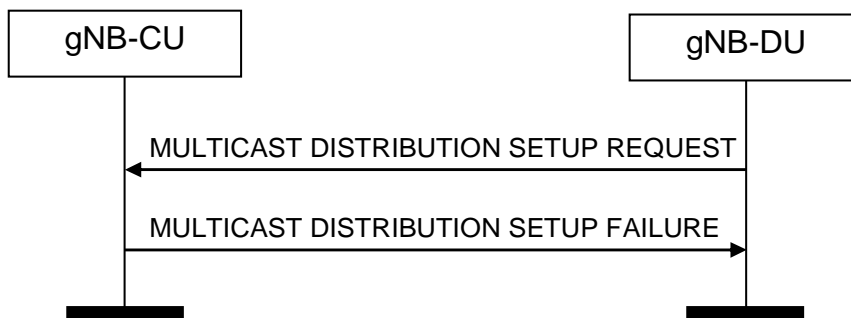 gNB-CU
gNB-DU
MULTICAST DISTRIBUTION SETUP REQUEST
MULTICAST DISTRIBUTION SETUP FAILURE